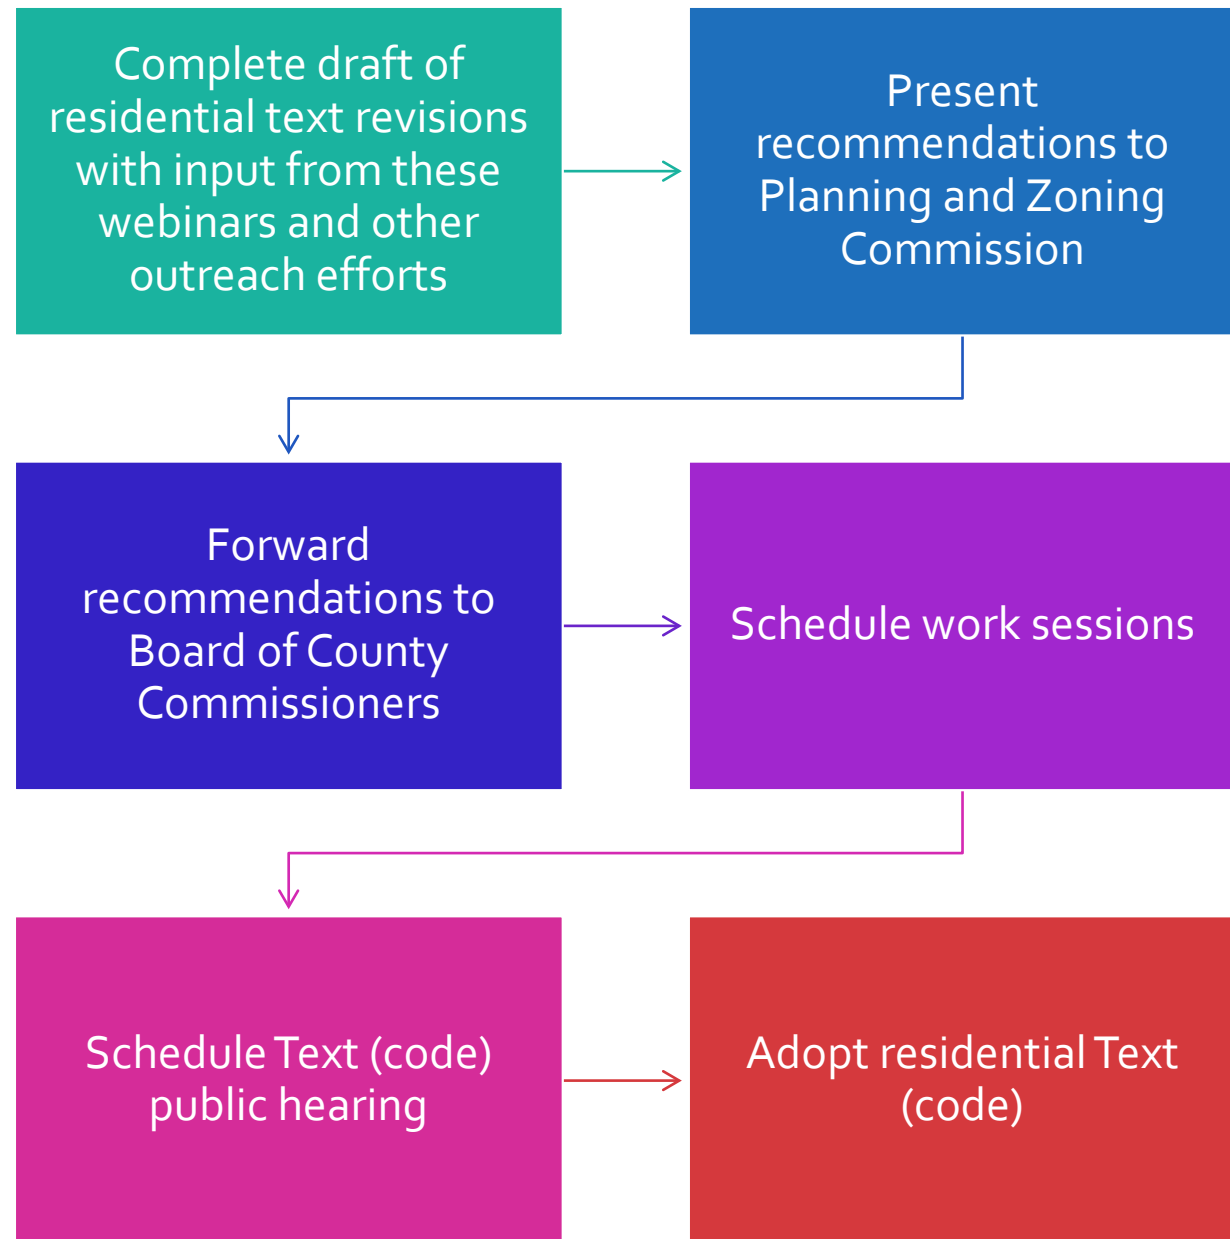 Complete draft of
residential text revisions
with input from these
webinars and other
outreach efforts
Present
recommendations to
Planning and Zoning
Commission
Forward
recommendations to
Board of County
Commissioners
Schedule work sessions
Schedule Text (code)
public hearing
Adopt residential Text
(code)